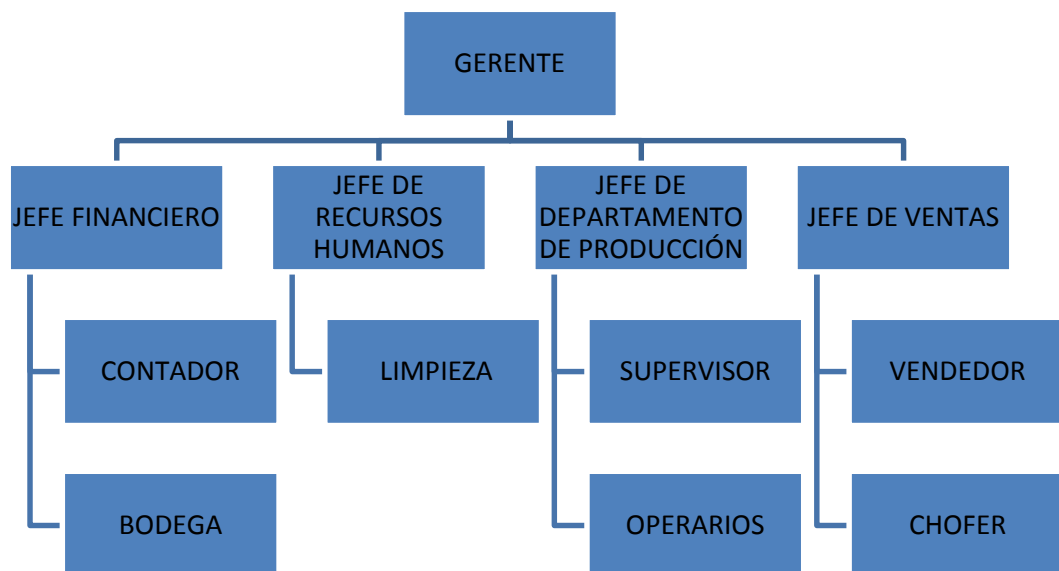 GERENTE
JEFE FINANCIERO
JEFE DE
RECURSOS
HUMANOS
JEFE DE
DEPARTAMENTO
DE PRODUCCIÓN
JEFE DE VENTAS
CONTADOR
LIMPIEZA
SUPERVISOR
VENDEDOR
BODEGA
OPERARIOS
CHOFER